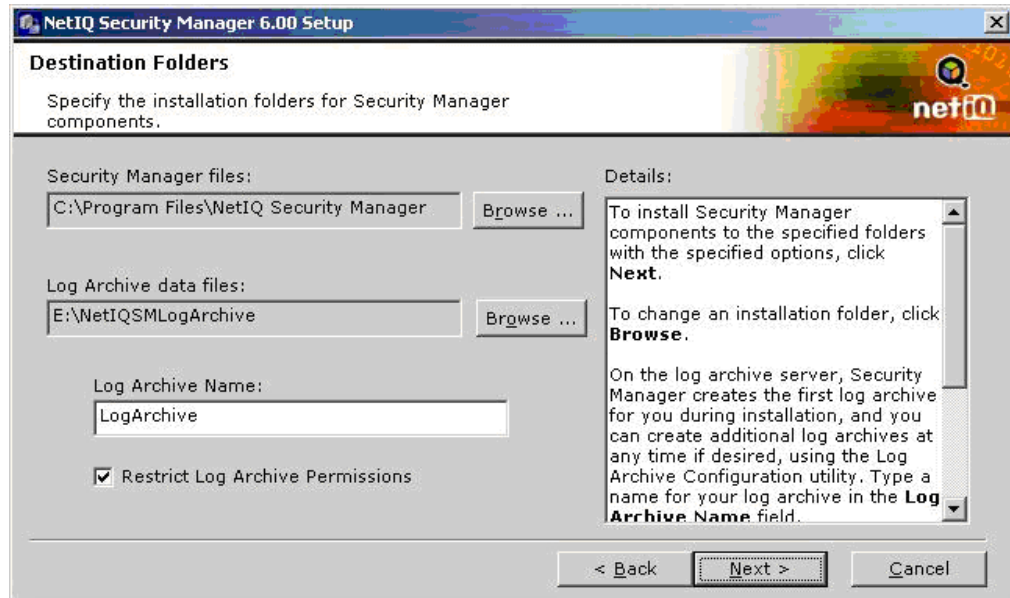 NetIQ Security Manager 6.00 Setup
Destination Folders
Specify the installation folders for Security Manager
components.
netiQ
Security Manager files:
C:\Program Files\NetIQ Security Manager
Browse ...
Log Archive data files:
E:\NetIQSMLogArchive
Browse ...
Log Archive Name:
LogArchive
Restrict Log Archive Permissions
Details:
To install Security Manager
components to the specified folders
with the specified options, click
Next.
To change an installation folder, click
Browse.
On the log archive server, Security
Manager creates the first log archive
for you during installation, and you
can create additional log archives at
any time if desired, using the Log
Archive Configuration utility. Type a
name for your log archive in the Log
Archive Name field.
< Back
Next >
Cancel